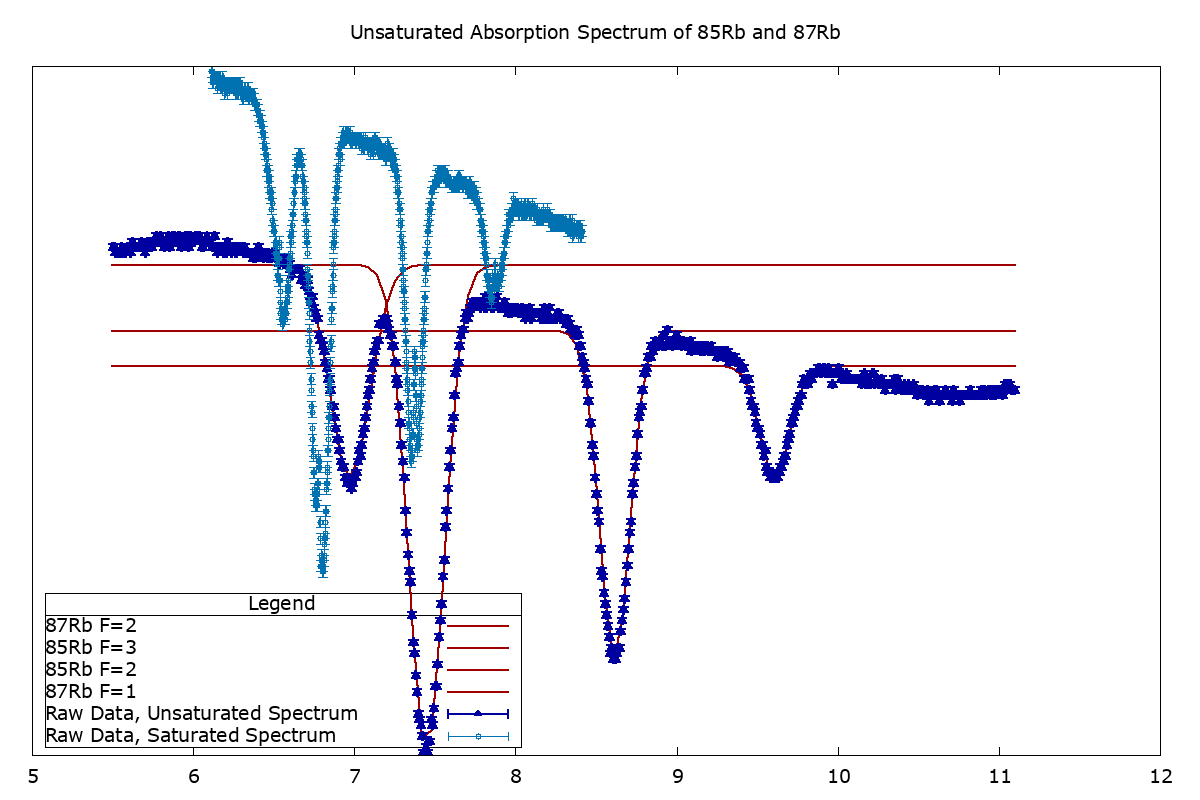 Unsaturated Absorption Spectrum of 85Rb and 87Rb
Legend
87Rb F=2
85Rb F=3
85Rb F=2
87Rb F=1
Raw Data, Unsaturated Spectrum
Raw Data, Saturated Spectrum
5 6 7 8 9 10 11 12